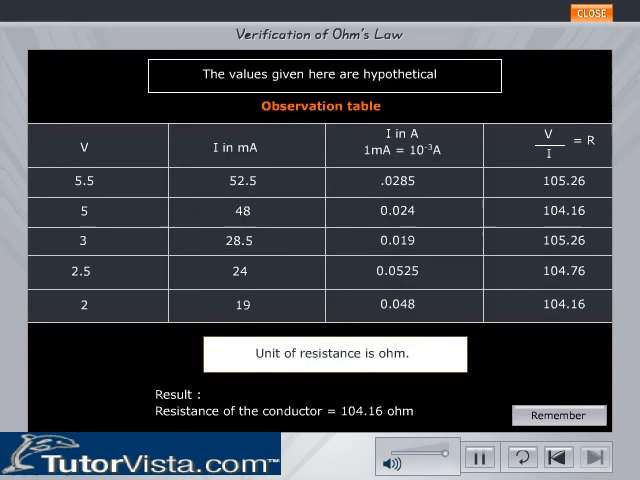 CLOSE
Verification of Ohm's Law
The values given here are hypothetical
Observation table
V I in mA I in A 1mA = 10⁻³A V/I = R
5.5 52.5 .0285 105.26
5 48 0.024 104.16
3 28.5 0.019 105.26
2.5 24 0.0525 104.76
2 19 0.048 104.16
Unit of resistance is ohm.
Result :
Resistance of the conductor = 104.16 ohm
Remember
TutorVista.com™